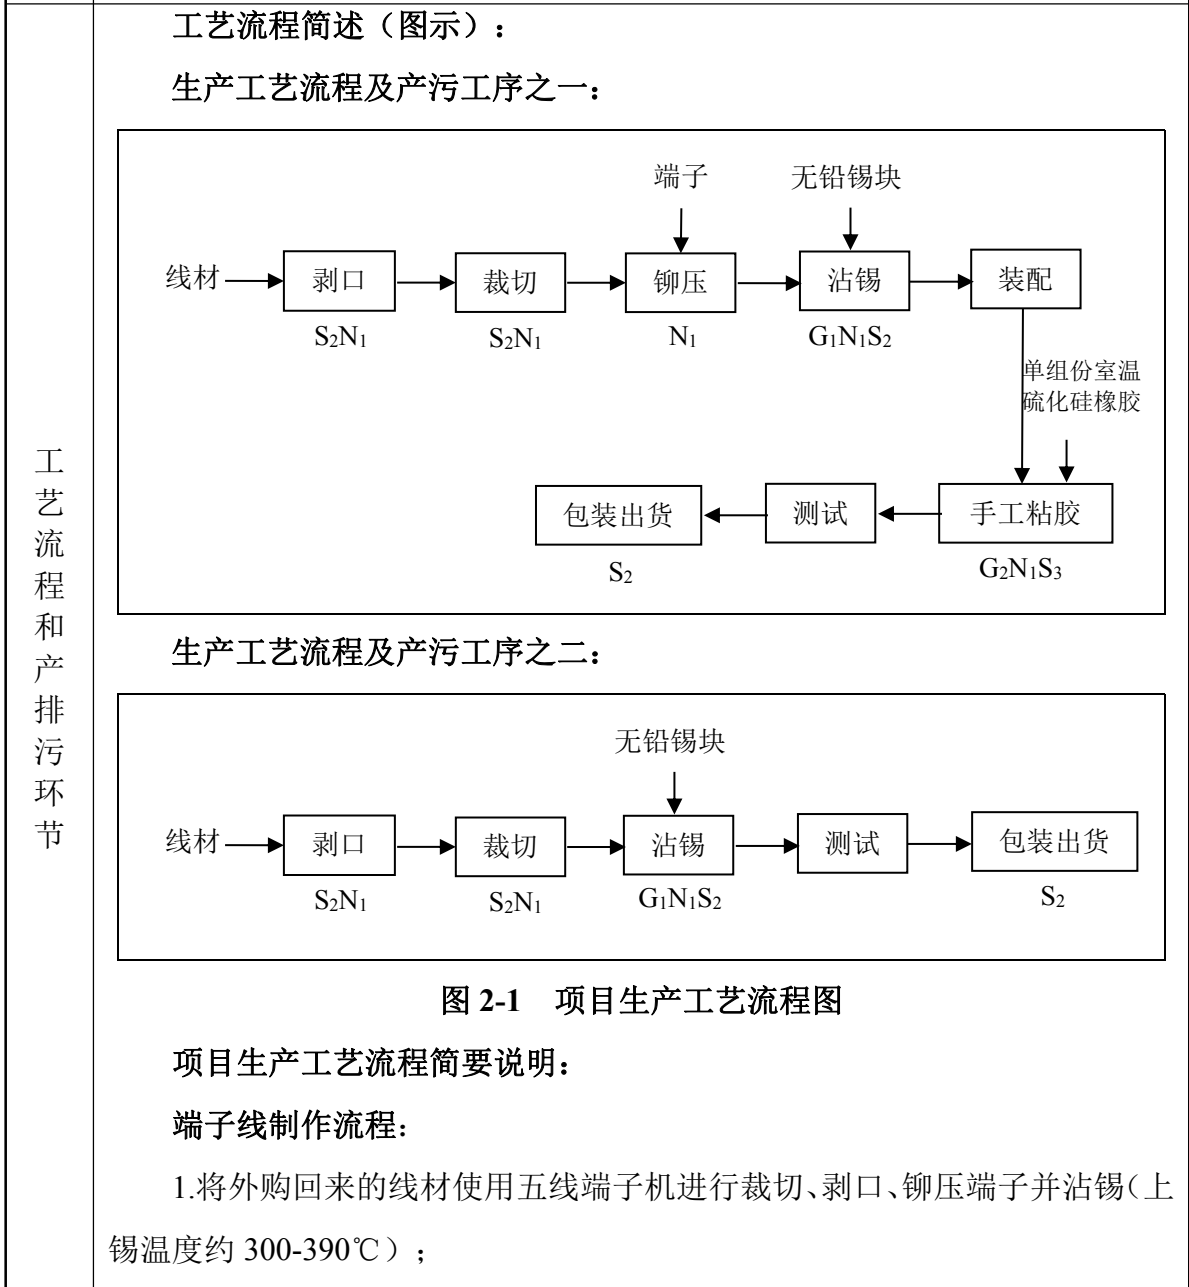 工艺流程简述（图示）：
生产工艺流程及产污工序之一：
端子 无铅锡块
线材 剥口 裁切 铆压 沾锡 装配
S₂N₁ S₂N₁ N₁ G₁N₁S₂
单组份室温
硫化硅橡胶
包装出货 测试 手工粘胶
S₂ G₂N₁S₃
生产工艺流程及产污工序之二：
无铅锡块
线材 剥口 裁切 沾锡 测试 包装出货
S₂N₁ S₂N₁ G₁N₁S₂ S₂
图 2-1 项目生产工艺流程图
项目生产工艺流程简要说明：
端子线制作流程：
1.将外购回来的线材使用五线端子机进行裁切、剥口、铆压端子并沾锡（上
锡温度约 300-390℃）；
工
艺
流
程
和
产
排
污
环
节